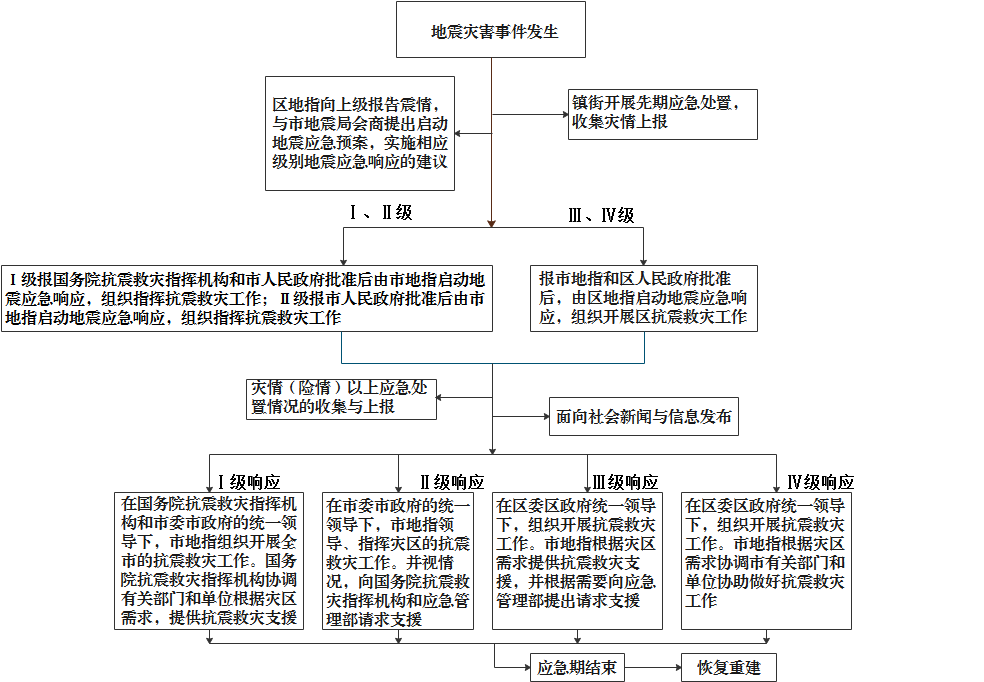 地震灾害事件发生
区地指向上级报告震情，
与市地震局会商提出启动
地震应急预案，实施相应
级别地震应急响应的建议
镇街开展先期应急处置，
收集灾情上报
Ⅰ、Ⅱ级
Ⅲ、Ⅳ级
Ⅰ级报国务院抗震救灾指挥机构和市人民政府批准后由市地指启动地
震应急响应，组织指挥抗震救灾工作；Ⅱ级报市人民政府批准后由市
地指启动地震应急响应，组织指挥抗震救灾工作
报市地指和区人民政府批准
后，由区地指启动地震应急响
应，组织开展区抗震救灾工作
灾情（险情）以上应急处
置情况的收集与上报
面向社会新闻与信息发布
Ⅰ级响应
在国务院抗震救灾指挥机
构和市委市政府的统一领
导下，市地指组织开展全
市的抗震救灾工作。国务
院抗震救灾指挥机构协调
有关部门和单位根据灾区
需求，提供抗震救灾支援
Ⅱ级响应
在市委市政府的统一
领导下，市地指领
导、指挥灾区的抗震
救灾工作。并视情
况，向国务院抗震救
灾指挥机构和应急管
理部请求支援
Ⅲ级响应
在区委区政府统一领导
下，组织开展抗震救灾
工作。市地指根据灾区
需求提供抗震救灾支
援，并根据需要向应急
管理部提出请求支援
Ⅳ级响应
在区委区政府统一领导
下，组织开展抗震救灾
工作。市地指根据灾区
需求协调市有关部门和
单位协助做好抗震救灾
工作
应急期结束
恢复重建